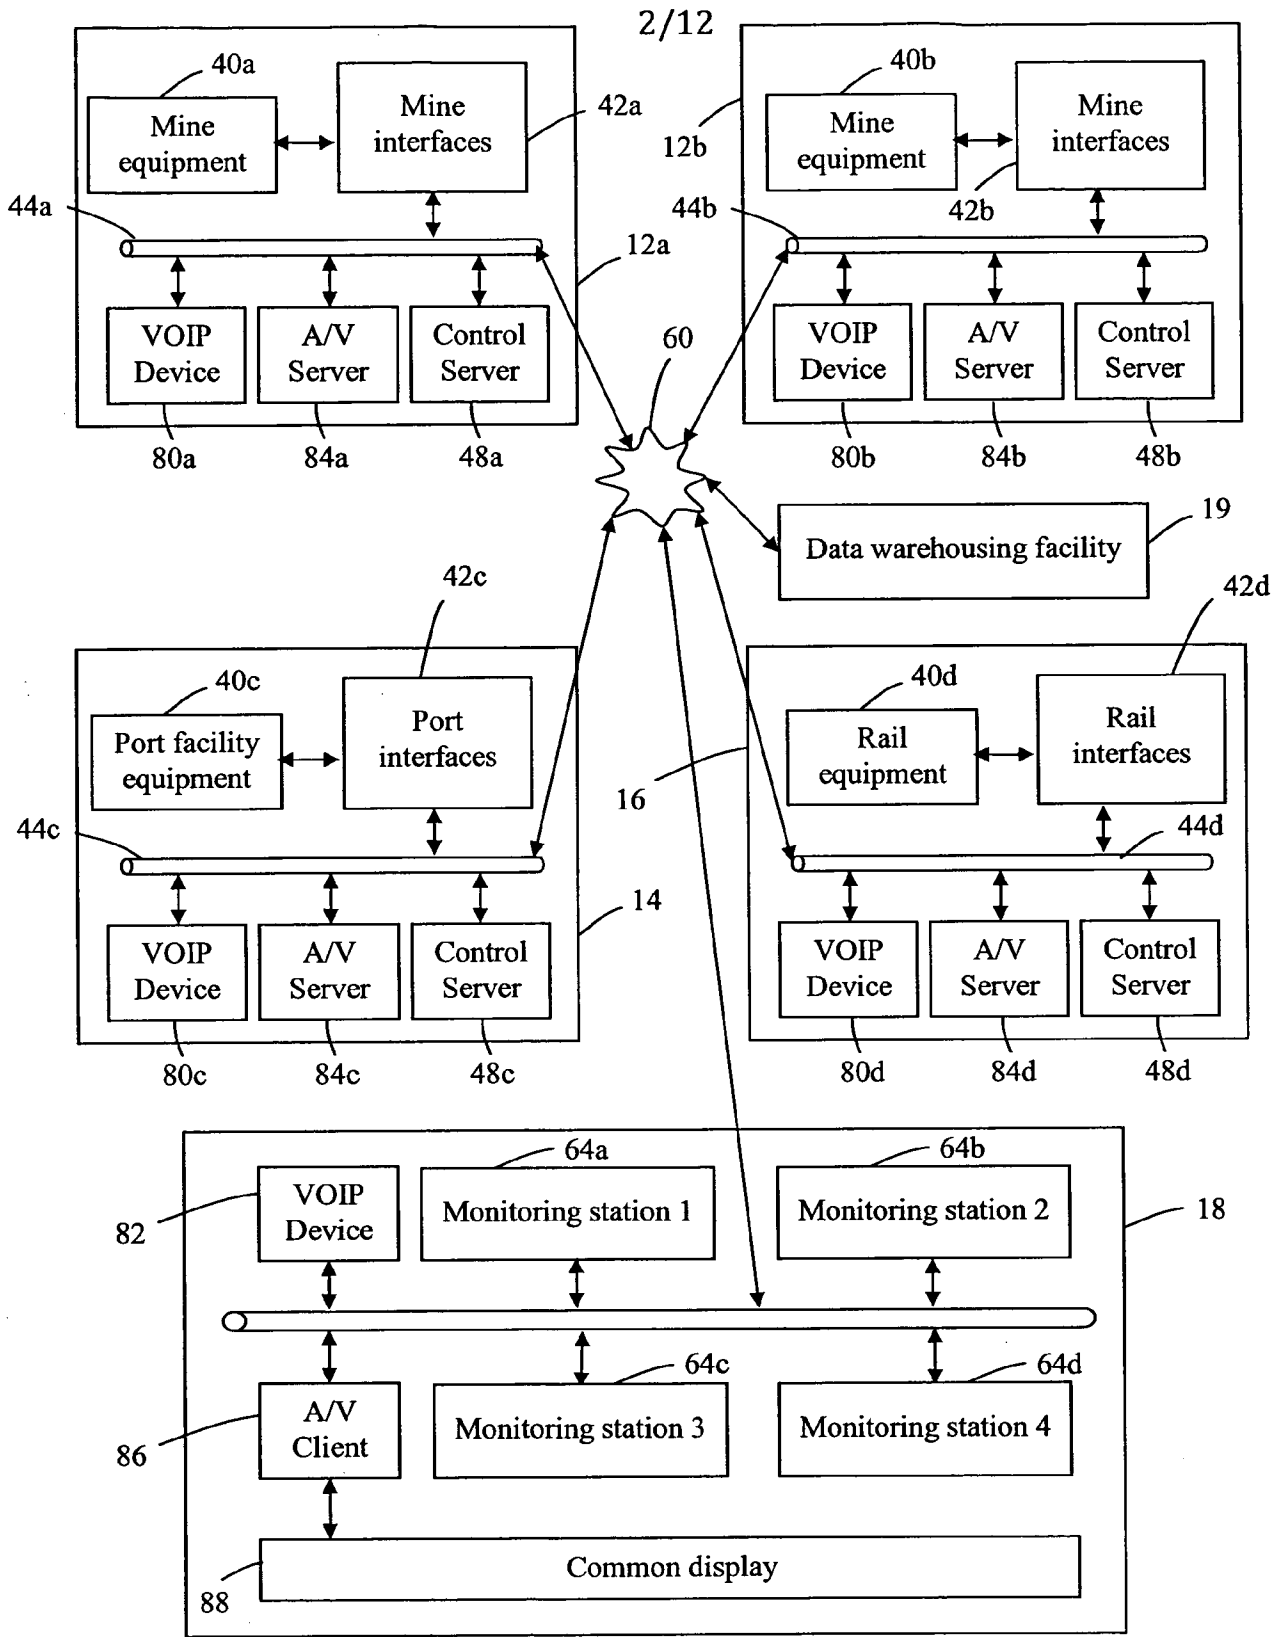 2/12
40a
Mine
equipment
Mine
interfaces
42a
44a
12a
VOIP
Device
A/V
Server
Control
Server
80a
84a
48a
40b
Mine
equipment
Mine
interfaces
12b
42b
44b
VOIP
Device
A/V
Server
Control
Server
80b
84b
48b
60
19
Data warehousing facility
42c
40c
Port facility
equipment
Port
interfaces
44c
14
VOIP
Device
A/V
Server
Control
Server
80c
84c
48c
42d
40d
Rail
equipment
Rail
interfaces
16
44d
VOIP
Device
A/V
Server
Control
Server
80d
84d
48d
64a
64b
82
VOIP
Device
Monitoring station 1
Monitoring station 2
18
64c
64d
86
A/V
Client
Monitoring station 3
Monitoring station 4
88
Common display